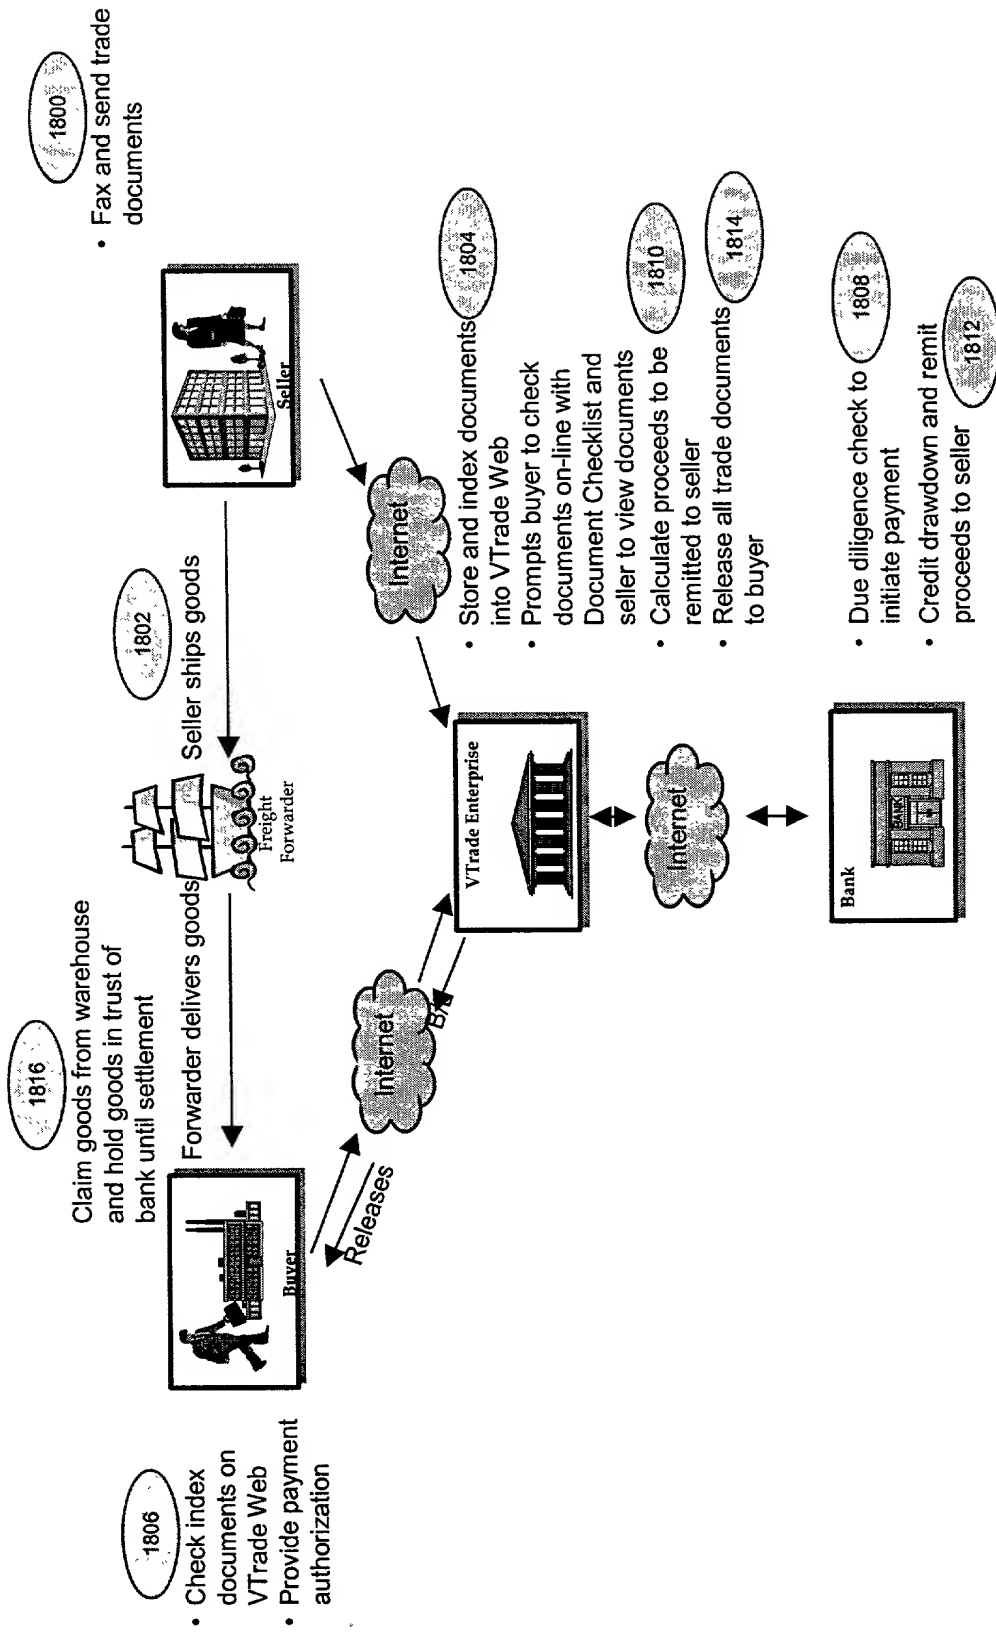 1816
Claim goods from warehouse
and hold goods in trust of
bank until settlement
1800
• Fax and send trade
documents
1806
• Check index
documents on
VTrade Web
• Provide payment
authorization
Buyer
Forwarder delivers goods
Freight
Forwarder
1802
Seller ships goods
Seller
Releases
Internet
Internet
VTrade Enterprise
1804
• Store and index documents
into VTrade Web
• Prompts buyer to check
documents on-line with
Document Checklist and
seller to view documents
1810
• Calculate proceeds to be
remitted to seller
1814
• Release all trade documents
to buyer
Internet
Bank
BANK
1808
• Due diligence check to
initiate payment
1812
• Credit drawdown and remit
proceeds to seller